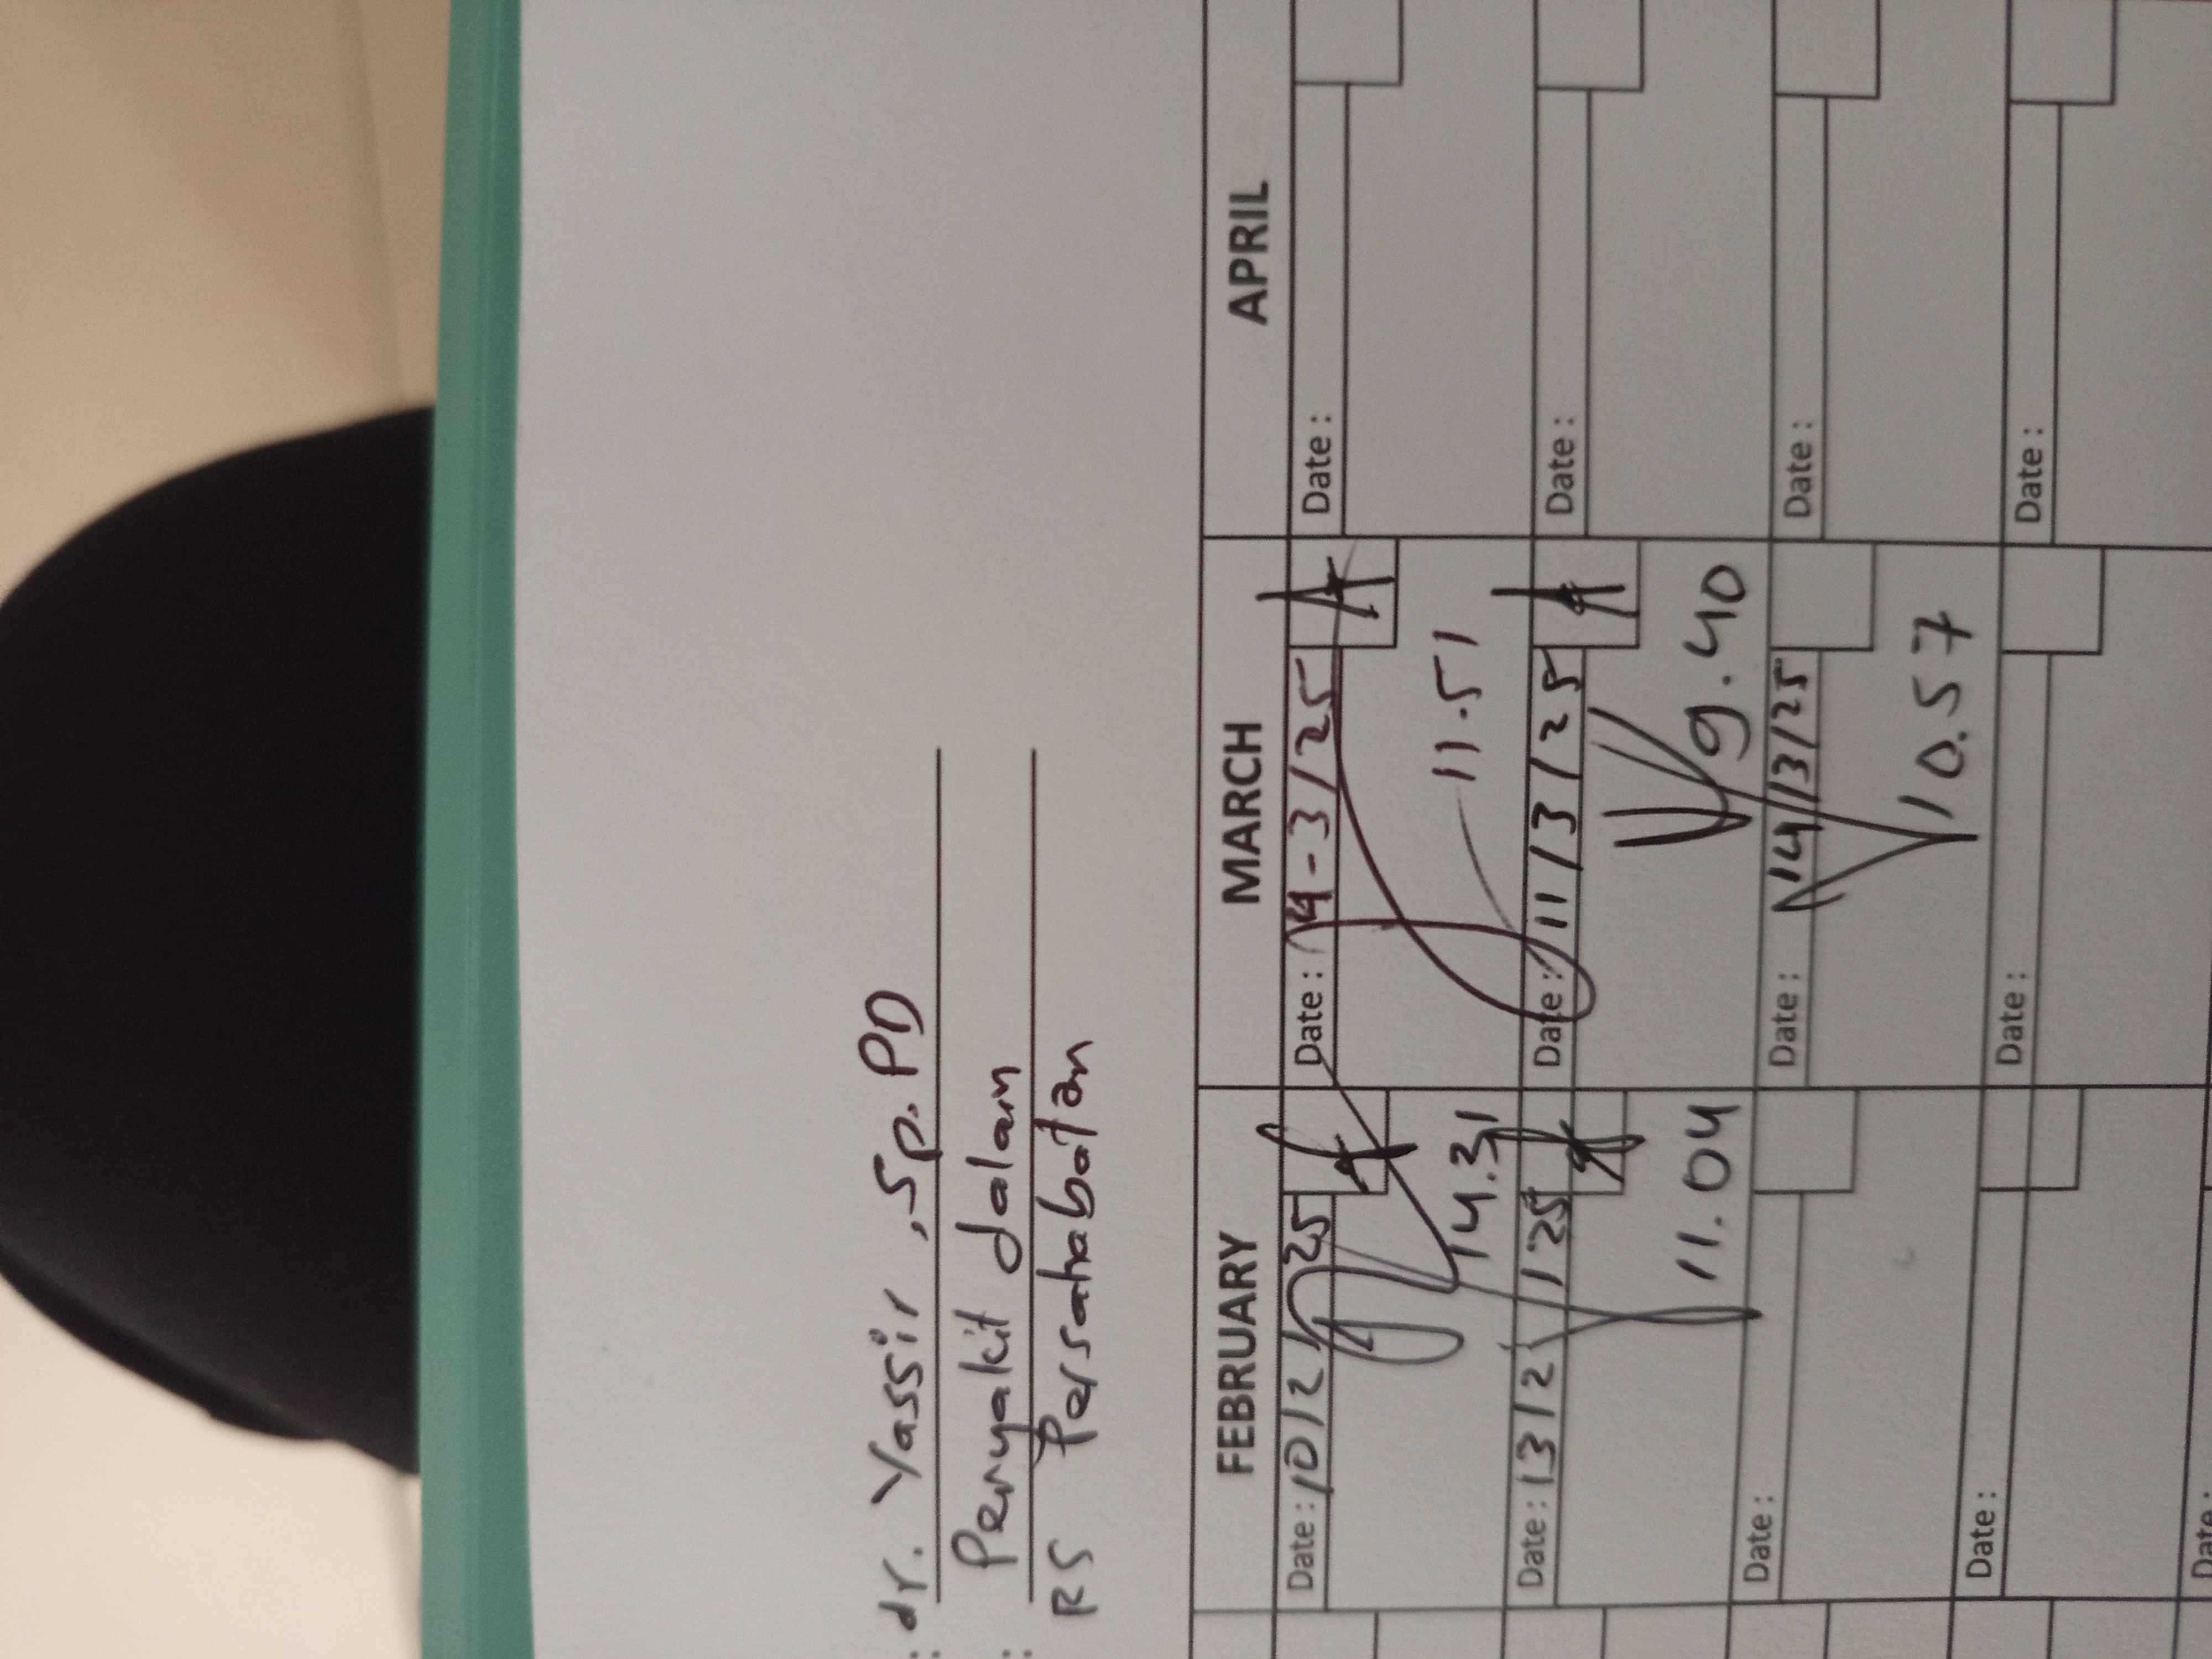 : dr. Yassir, Sp.PD
: Penyakit dalam
RS Persahabatan
FEBRUARY MARCH APRIL
Date : 10/2/25 Date : 4-3/25 Date :
14.31 11.51
Date : 13/2/25 Date : 11/3/25 Date :
11.04 9.40
Date : Date : 14/3/25 Date :
10.57
Date : Date : Date :
Date :